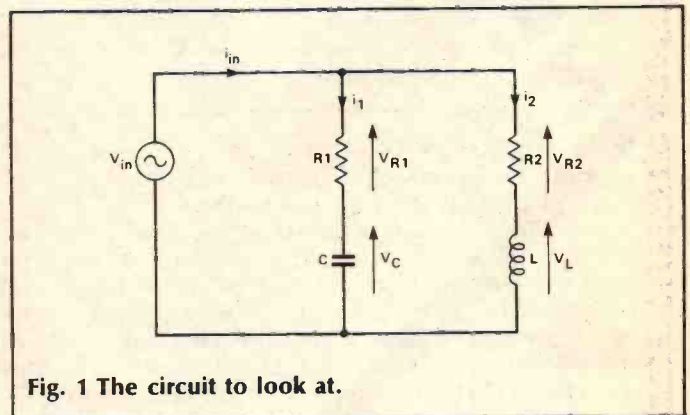 i_in
i_1
i_2
V_in
R1
V_R1
R2
V_R2
C
V_C
L
V_L
Fig. 1 The circuit to look at.